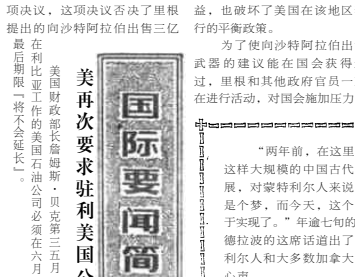 项决议，这次决议否决了里根
提出的向沙特阿拉伯出售三亿
益，也破坏了美国在该地区
行的平衡政策。
为了使向沙特阿拉伯出
武器的建议能在国会获得
过，里根和其他政府官员一
在进行活动，对国会施加压力
国际要闻简
美再次要求驻利美国公
美国财政部长詹姆斯·贝克第三五月
在利比亚工作的美国石油公司必须在六月
最后期限“将不会延长”。
“两年前，在这里
这样大规模的中国古代
展，对蒙特利尔人来说
是个梦，而今天，这个
于实现了。”年逾七旬的
德拉波的这席话道出了
利尔人和大多数加拿大
心声